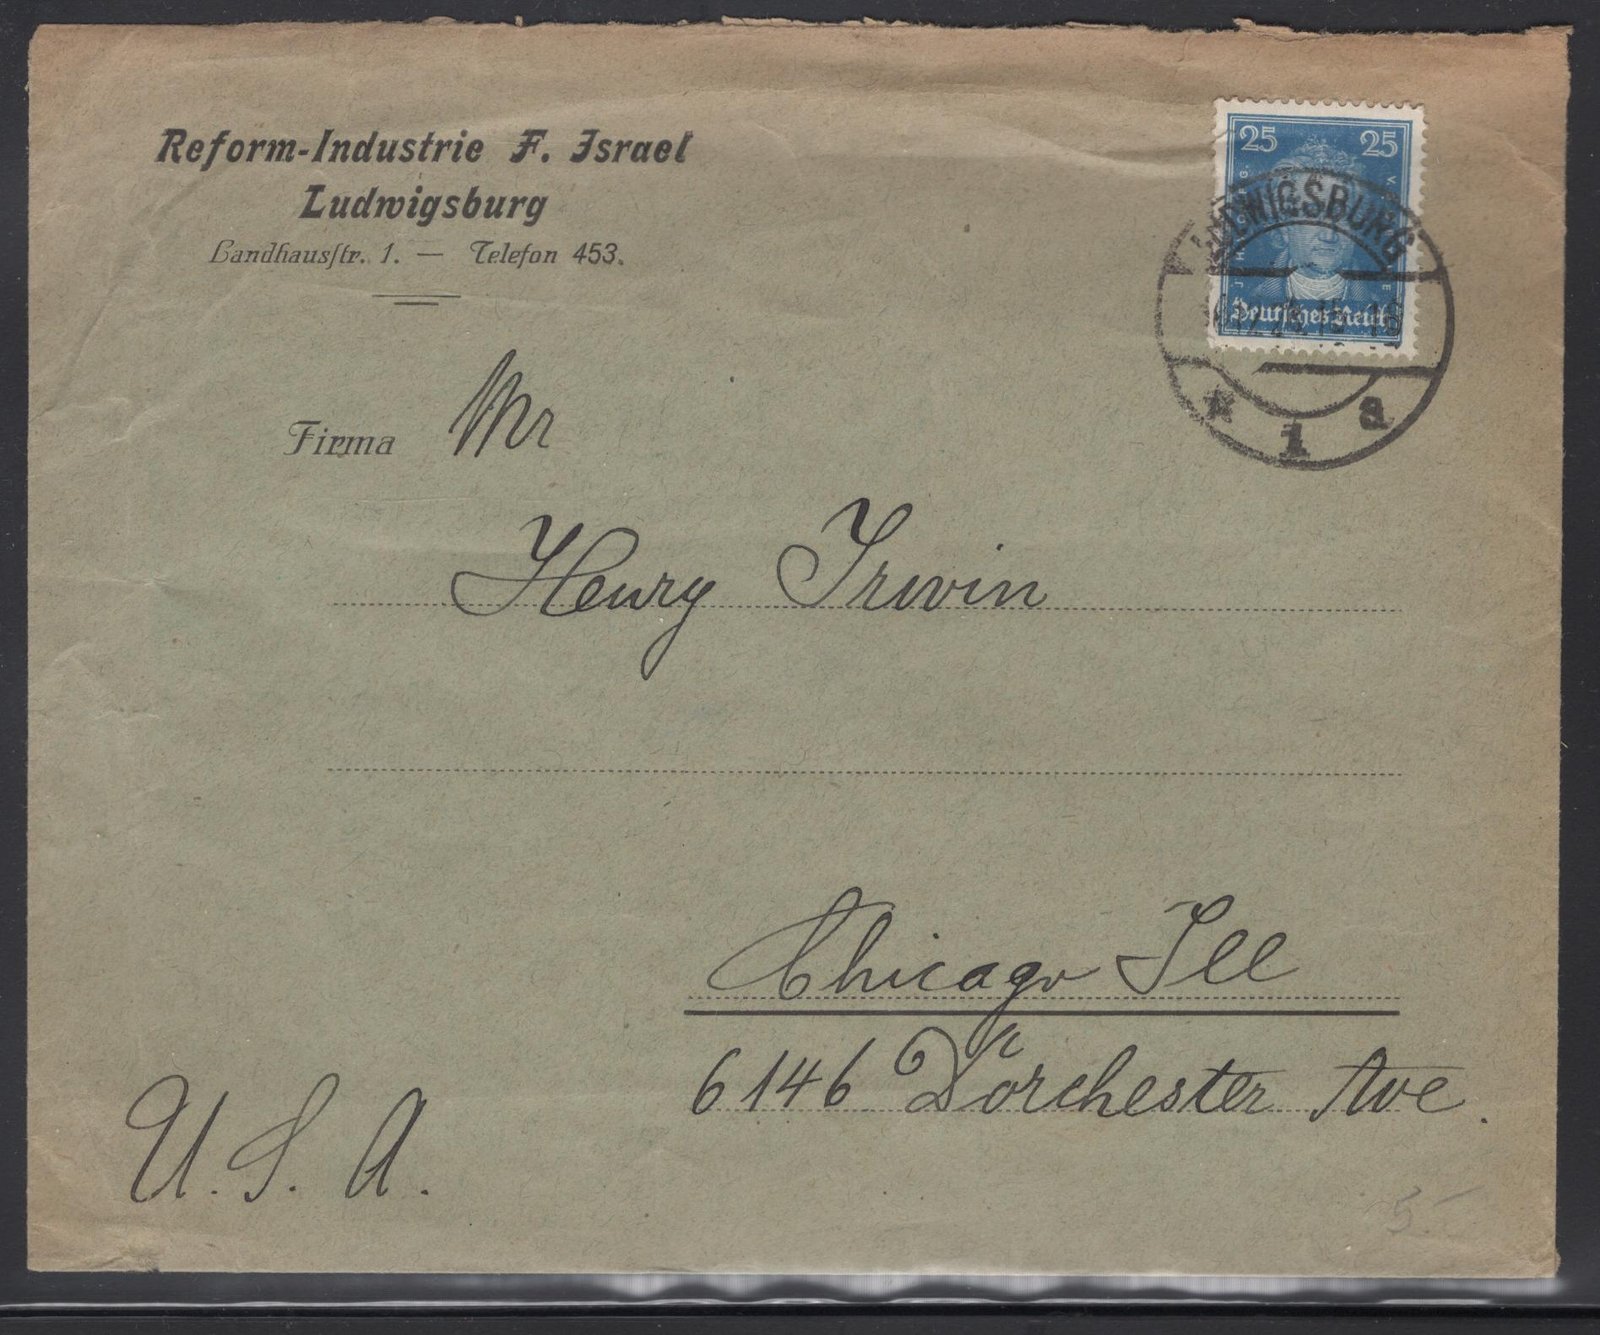 Reform-Industrie F. Israel
Ludwigsburg
Landhausstr. 1. — Telefon 453.
25 25
Deutsches Reich
LUDWIGSBURG
* 1 a
Firma Mr
Henry Irwin
Chicago Ill
6146 Dorchester Ave.
U. S. A.